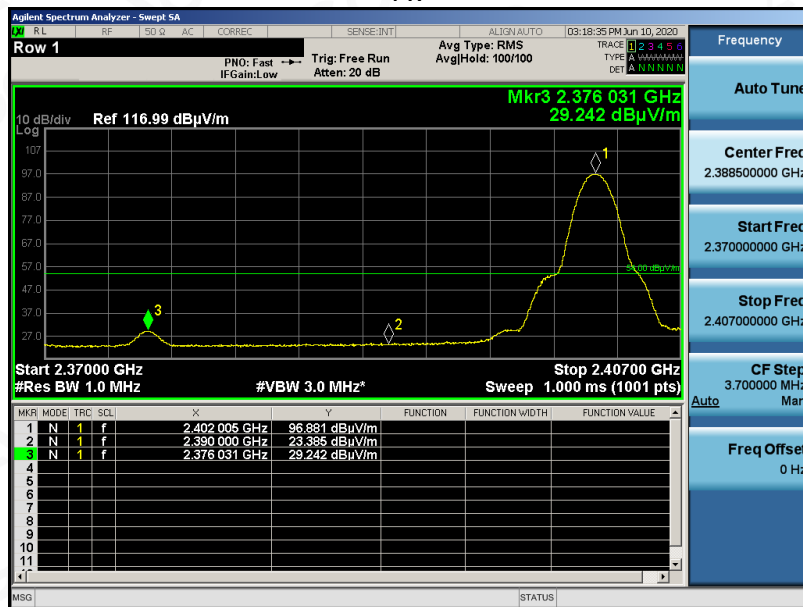 Agilent Spectrum Analyzer - Swept SA
RL RF 50 Ω AC CORREC SENSE:INT ALIGNAUTO 03:18:35 PM Jun 10, 2020
Row 1
PNO: Fast
IFGain:Low
Trig: Free Run
Atten: 20 dB
Avg Type: RMS
Avg|Hold: 100/100
TRACE 1 2 3 4 5 6
TYPE A
DET A N N N N N
Mkr3 2.376 031 GHz
29.242 dBµV/m
10 dB/div Ref 116.99 dBµV/m
Log
107
97.0
87.0
77.0
67.0
57.0
47.0
37.0
27.0
1
2
3
54.00 dBµV/m
Start 2.37000 GHz Stop 2.40700 GHz
#Res BW 1.0 MHz #VBW 3.0 MHz* Sweep 1.000 ms (1001 pts)
MKR MODE TRC SCL X Y FUNCTION FUNCTION WIDTH FUNCTION VALUE
1 N 1 f 2.402 005 GHz 96.881 dBµV/m
2 N 1 f 2.390 000 GHz 23.385 dBµV/m
3 N 1 f 2.376 031 GHz 29.242 dBµV/m
4
5
6
7
8
9
10
11
MSG STATUS
Frequency
Auto Tune
Center Freq
2.388500000 GHz
Start Freq
2.370000000 GHz
Stop Freq
2.407000000 GHz
CF Step
3.700000 MHz
Auto Man
Freq Offset
0 Hz